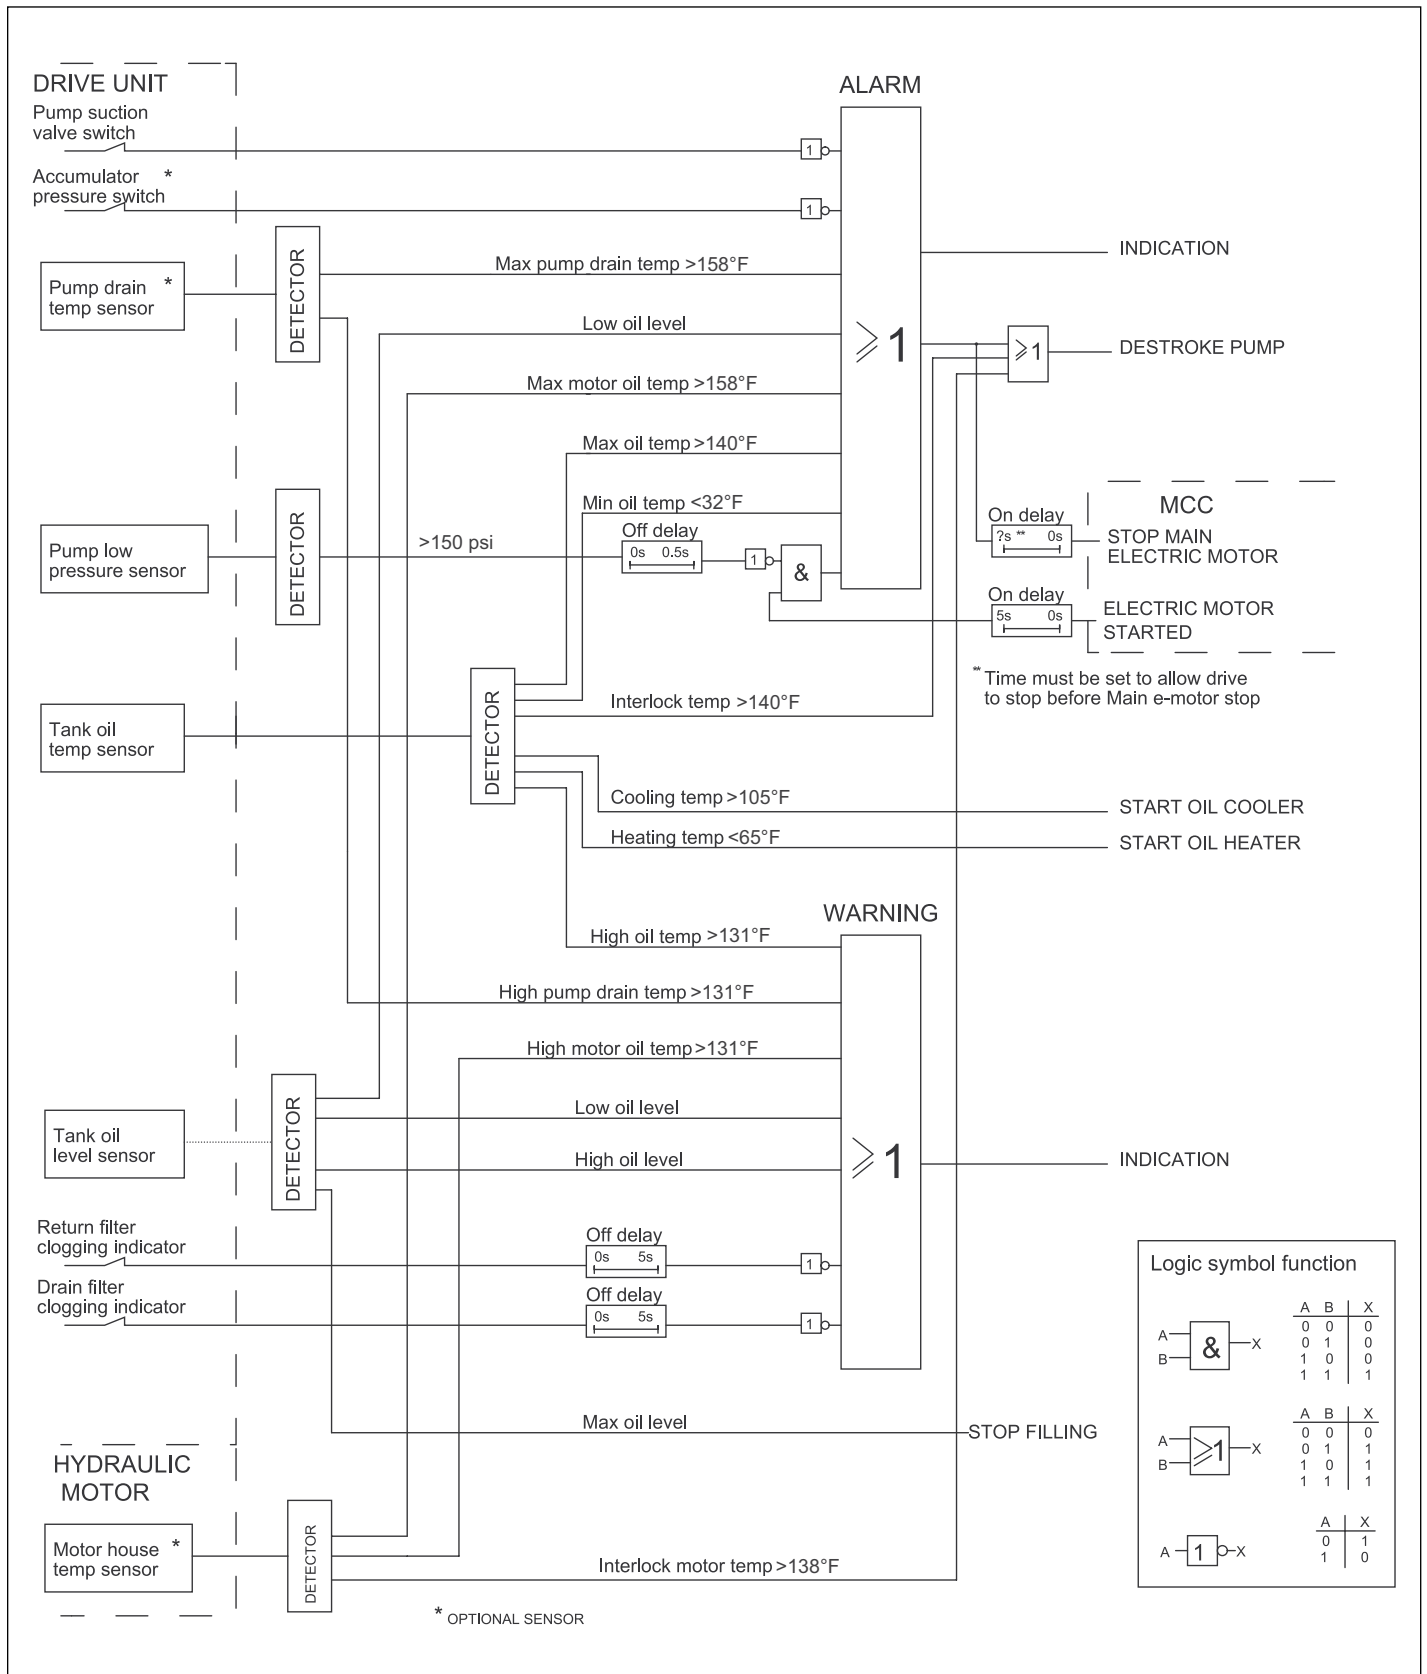 DRIVE UNIT
Pump suction
valve switch
Accumulator *
pressure switch
ALARM
1
1
Pump drain *
temp sensor
DETECTOR
Max pump drain temp >158°F
Low oil level
Max motor oil temp >158°F
Max oil temp >140°F
Min oil temp <32°F
≥1
INDICATION
≥1
DESTROKE PUMP
Pump low
pressure sensor
DETECTOR
>150 psi
Off delay
0s 0.5s
1
&
On delay
?s ** 0s
MCC
STOP MAIN
ELECTRIC MOTOR
On delay
5s 0s
ELECTRIC MOTOR
STARTED
** Time must be set to allow drive
to stop before Main e-motor stop
Tank oil
temp sensor
DETECTOR
Interlock temp >140°F
Cooling temp >105°F
START OIL COOLER
Heating temp <65°F
START OIL HEATER
WARNING
High oil temp >131°F
High pump drain temp >131°F
High motor oil temp >131°F
Tank oil
level sensor
DETECTOR
Low oil level
High oil level
≥1
INDICATION
Return filter
clogging indicator
Off delay
0s 5s
1
Drain filter
clogging indicator
Off delay
0s 5s
1
Max oil level
STOP FILLING
HYDRAULIC
MOTOR
Motor house *
temp sensor
DETECTOR
Interlock motor temp >138°F
* OPTIONAL SENSOR
Logic symbol function
A
B
&
X
A B X
0 0 0
0 1 0
1 0 0
1 1 1
A
B
≥1
X
A B X
0 0 0
0 1 1
1 0 1
1 1 1
A
1
X
A X
0 1
1 0